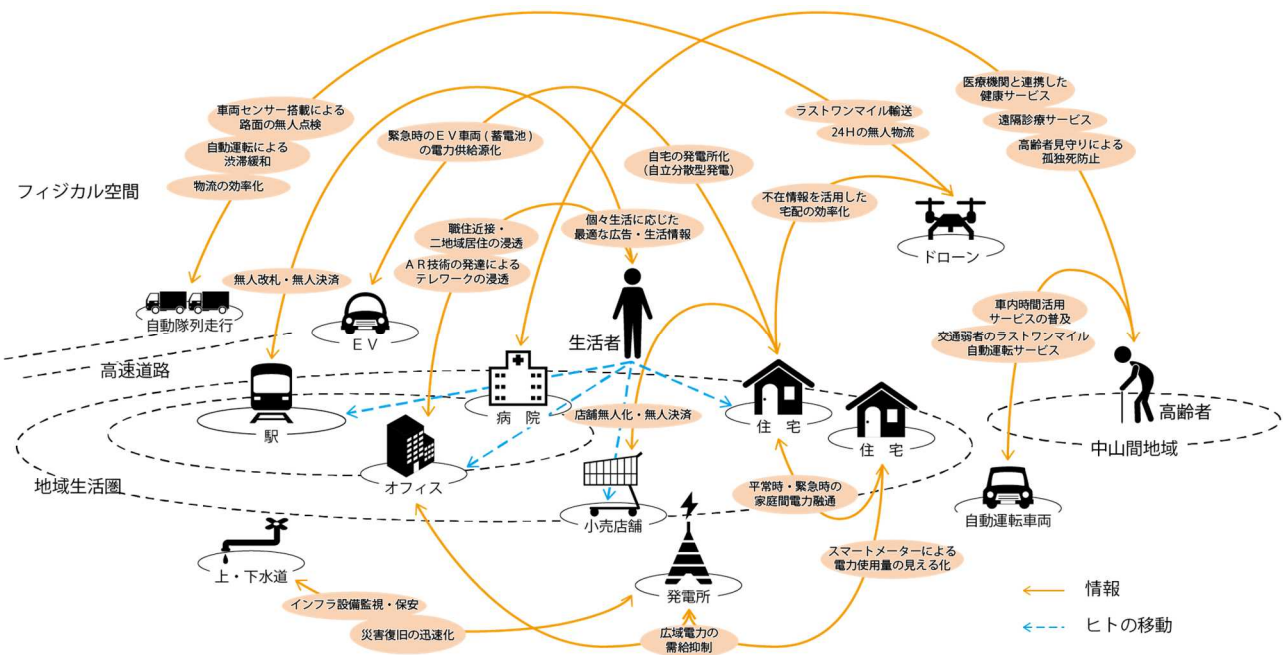 医療機関と連携した
健康サービス
車両センサー搭載による
路面の無人点検
ラストワンマイル輸送
遠隔診療サービス
緊急時のＥＶ車両(蓄電池)
の電力供給源化
24Hの無人物流
自動運転による
渋滞緩和
自宅の発電所化
(自立分散型発電)
高齢者見守りによる
孤独死防止
フィジカル空間
物流の効率化
不在情報を活用した
宅配の効率化
職住近接・
二地域居住の浸透
個々生活に応じた
最適な広告・生活情報
ドローン
ＡＲ技術の発達による
テレワークの浸透
無人改札・無人決済
車内時間活用
サービスの普及
自動隊列走行
ＥＶ
生活者
交通弱者のラストワンマイル
自動運転サービス
高速道路
病院
店舗無人化・無人決済
住宅
高齢者
駅
住宅
中山間地域
地域生活圏
オフィス
平常時・緊急時の
家庭間電力融通
小売店舗
自動運転車両
スマートメーターによる
電力使用量の見える化
上・下水道
発電所
情報
インフラ設備監視・保安
災害復旧の迅速化
広域電力の
需給抑制
ヒトの移動